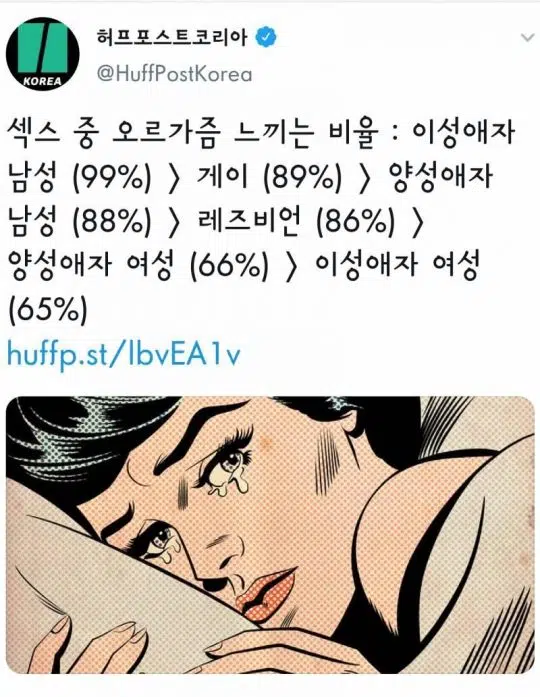 허프포스트코리아
KOREA
@HuffPostKorea
섹스 중 오르가즘 느끼는 비율 : 이성애자
남성 (99%) 〉 게이 (89%) 〉 양성애자
남성 (88%) 〉 레즈비언 (86%) 〉
양성애자 여성 (66%) 〉 이성애자 여성
(65%)
huffp.st/lbvEA1v